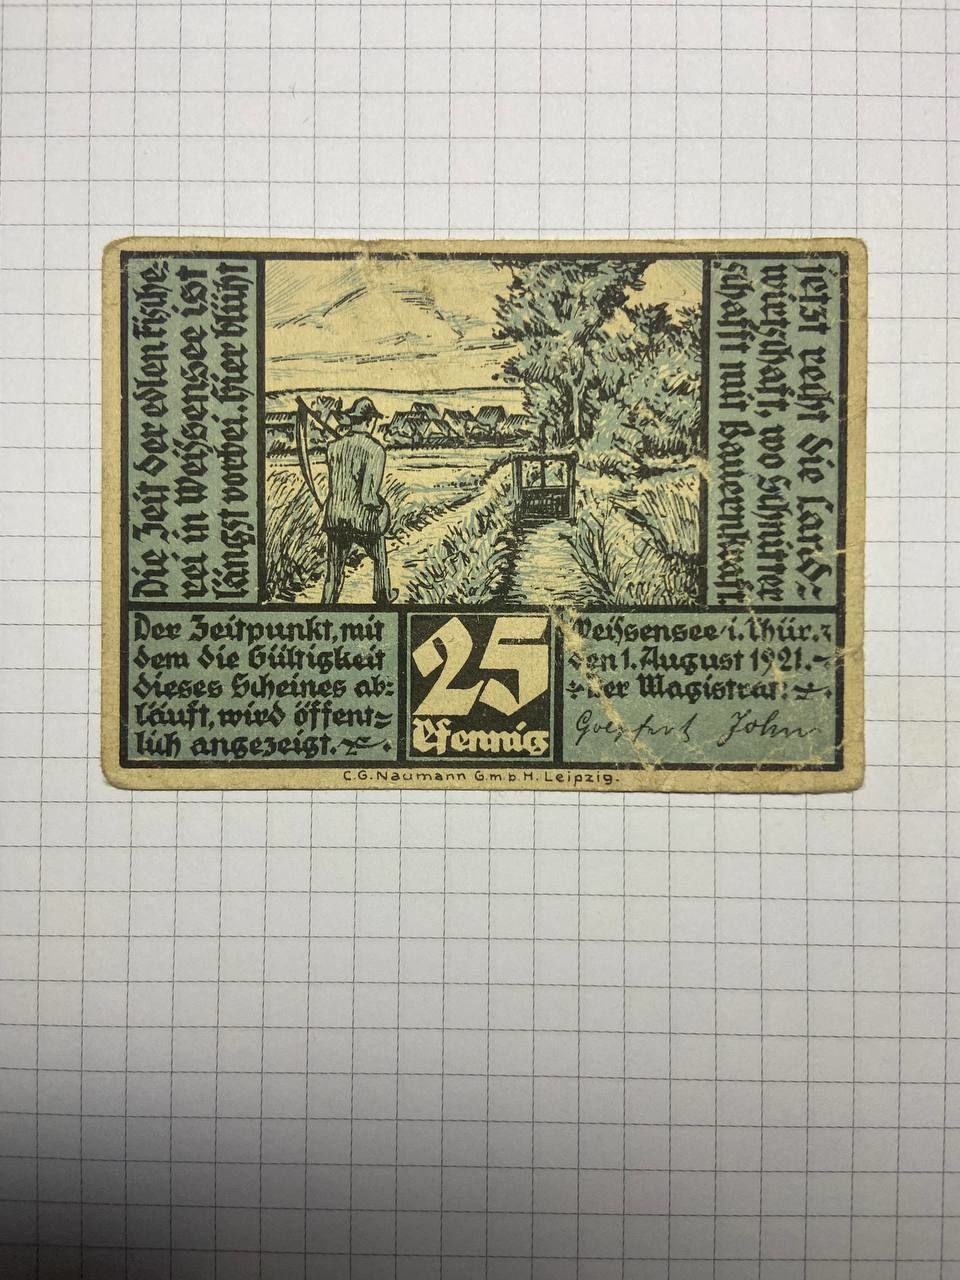 Die Zeit der edlen Fische-
rei in Weißensee ist
längst vorbei. Hier blüht
jetzt recht die Land-
wirtschaft, wo Schnitter
schafft mit Bauernkraft.
Der Zeitpunkt, mit
dem die Gültigkeit
dieses Scheines ab-
läuft, wird öffent-
lich angezeigt.
25
Pfennig
Weißensee i. Thür.
den 1. August 1921.
Der Magistrat:
John
C.G. Naumann G.m.b.H. Leipzig.